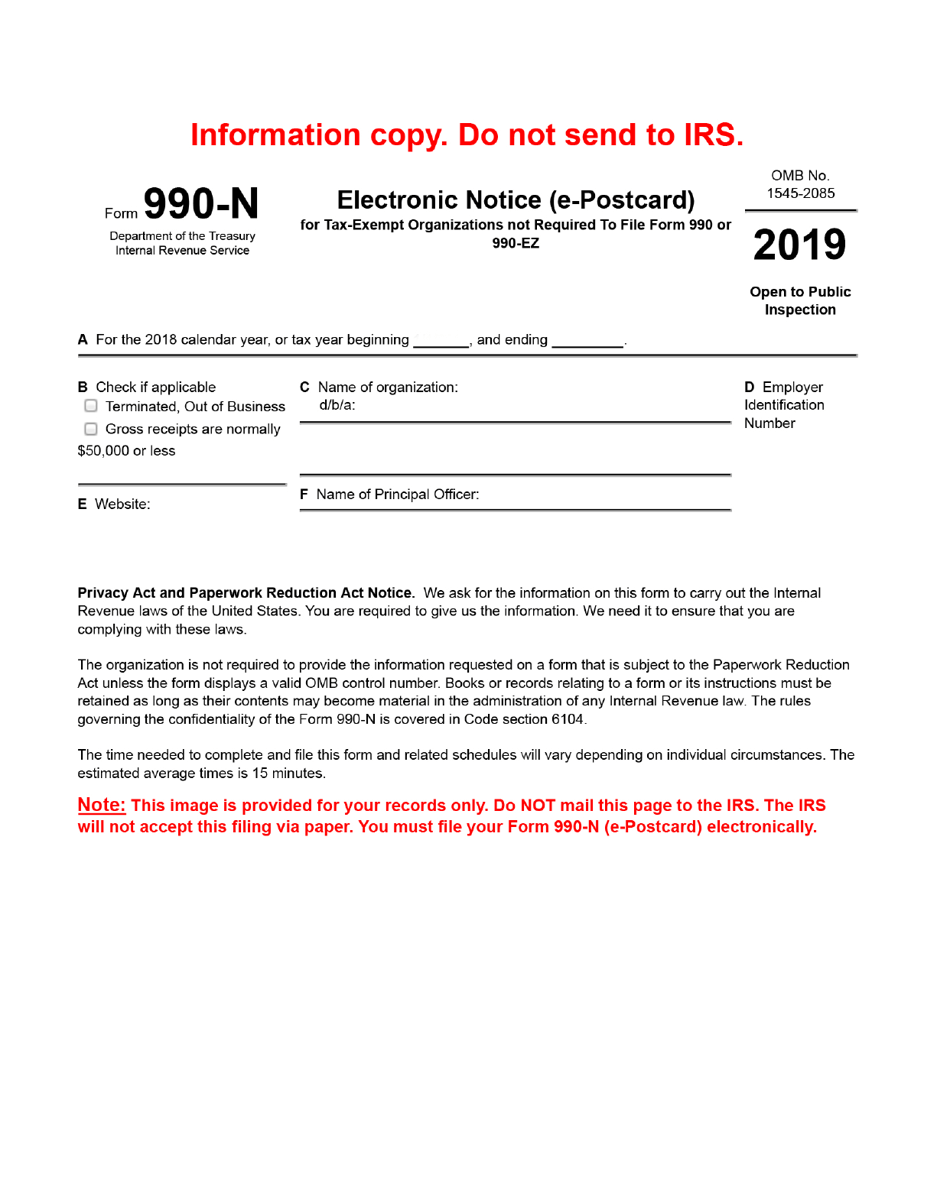 Information copy. Do not send to IRS.
OMB No.
1545-2085
Form 990-N
Department of the Treasury
Internal Revenue Service
Electronic Notice (e-Postcard)
for Tax-Exempt Organizations not Required To File Form 990 or
990-EZ
2019
Open to Public
Inspection
A For the 2018 calendar year, or tax year beginning _______, and ending _________.
B Check if applicable
Terminated, Out of Business
Gross receipts are normally
$50,000 or less
C Name of organization:
d/b/a:
D Employer
Identification
Number
E Website:
F Name of Principal Officer:
Privacy Act and Paperwork Reduction Act Notice. We ask for the information on this form to carry out the Internal
Revenue laws of the United States. You are required to give us the information. We need it to ensure that you are
complying with these laws.
The organization is not required to provide the information requested on a form that is subject to the Paperwork Reduction
Act unless the form displays a valid OMB control number. Books or records relating to a form or its instructions must be
retained as long as their contents may become material in the administration of any Internal Revenue law. The rules
governing the confidentiality of the Form 990-N is covered in Code section 6104.
The time needed to complete and file this form and related schedules will vary depending on individual circumstances. The
estimated average times is 15 minutes.
Note: This image is provided for your records only. Do NOT mail this page to the IRS. The IRS
will not accept this filing via paper. You must file your Form 990-N (e-Postcard) electronically.